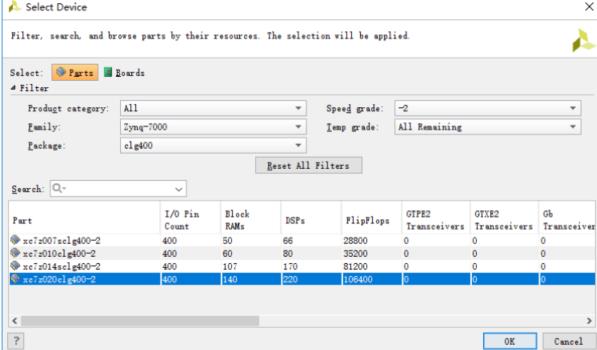 Select Device
Filter, search, and browse parts by their resources. The selection will be applied.
Select: Parts Boards
Filter
Product category: All Speed grade: -2
Family: Zynq-7000 Temp grade: All Remaining
Package: clg400
Reset All Filters
Search: Q-
Part I/O Pin Count Block RAMs DSPs FlipFlops GTPE2 Transceivers GTXE2 Transceivers Gb Transceiver
xc7z007sclg400-2 400 50 66 28800 0 0 0
xc7z010clg400-2 400 60 80 35200 0 0 0
xc7z014sclg400-2 400 107 170 81200 0 0 0
xc7z020clg400-2 400 140 220 106400 0 0 0
? OK Cancel